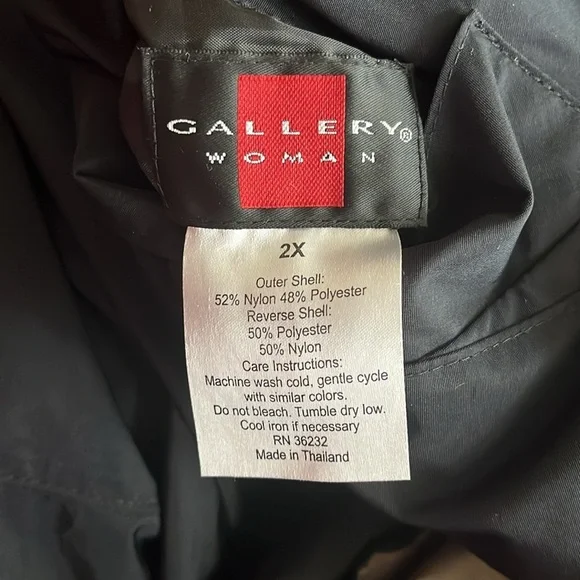 GALLERY®
WOMAN
2X
Outer Shell:
52% Nylon 48% Polyester
Reverse Shell:
50% Polyester
50% Nylon
Care Instructions:
Machine wash cold, gentle cycle
with similar colors.
Do not bleach. Tumble dry low.
Cool iron if necessary
RN 36232
Made in Thailand